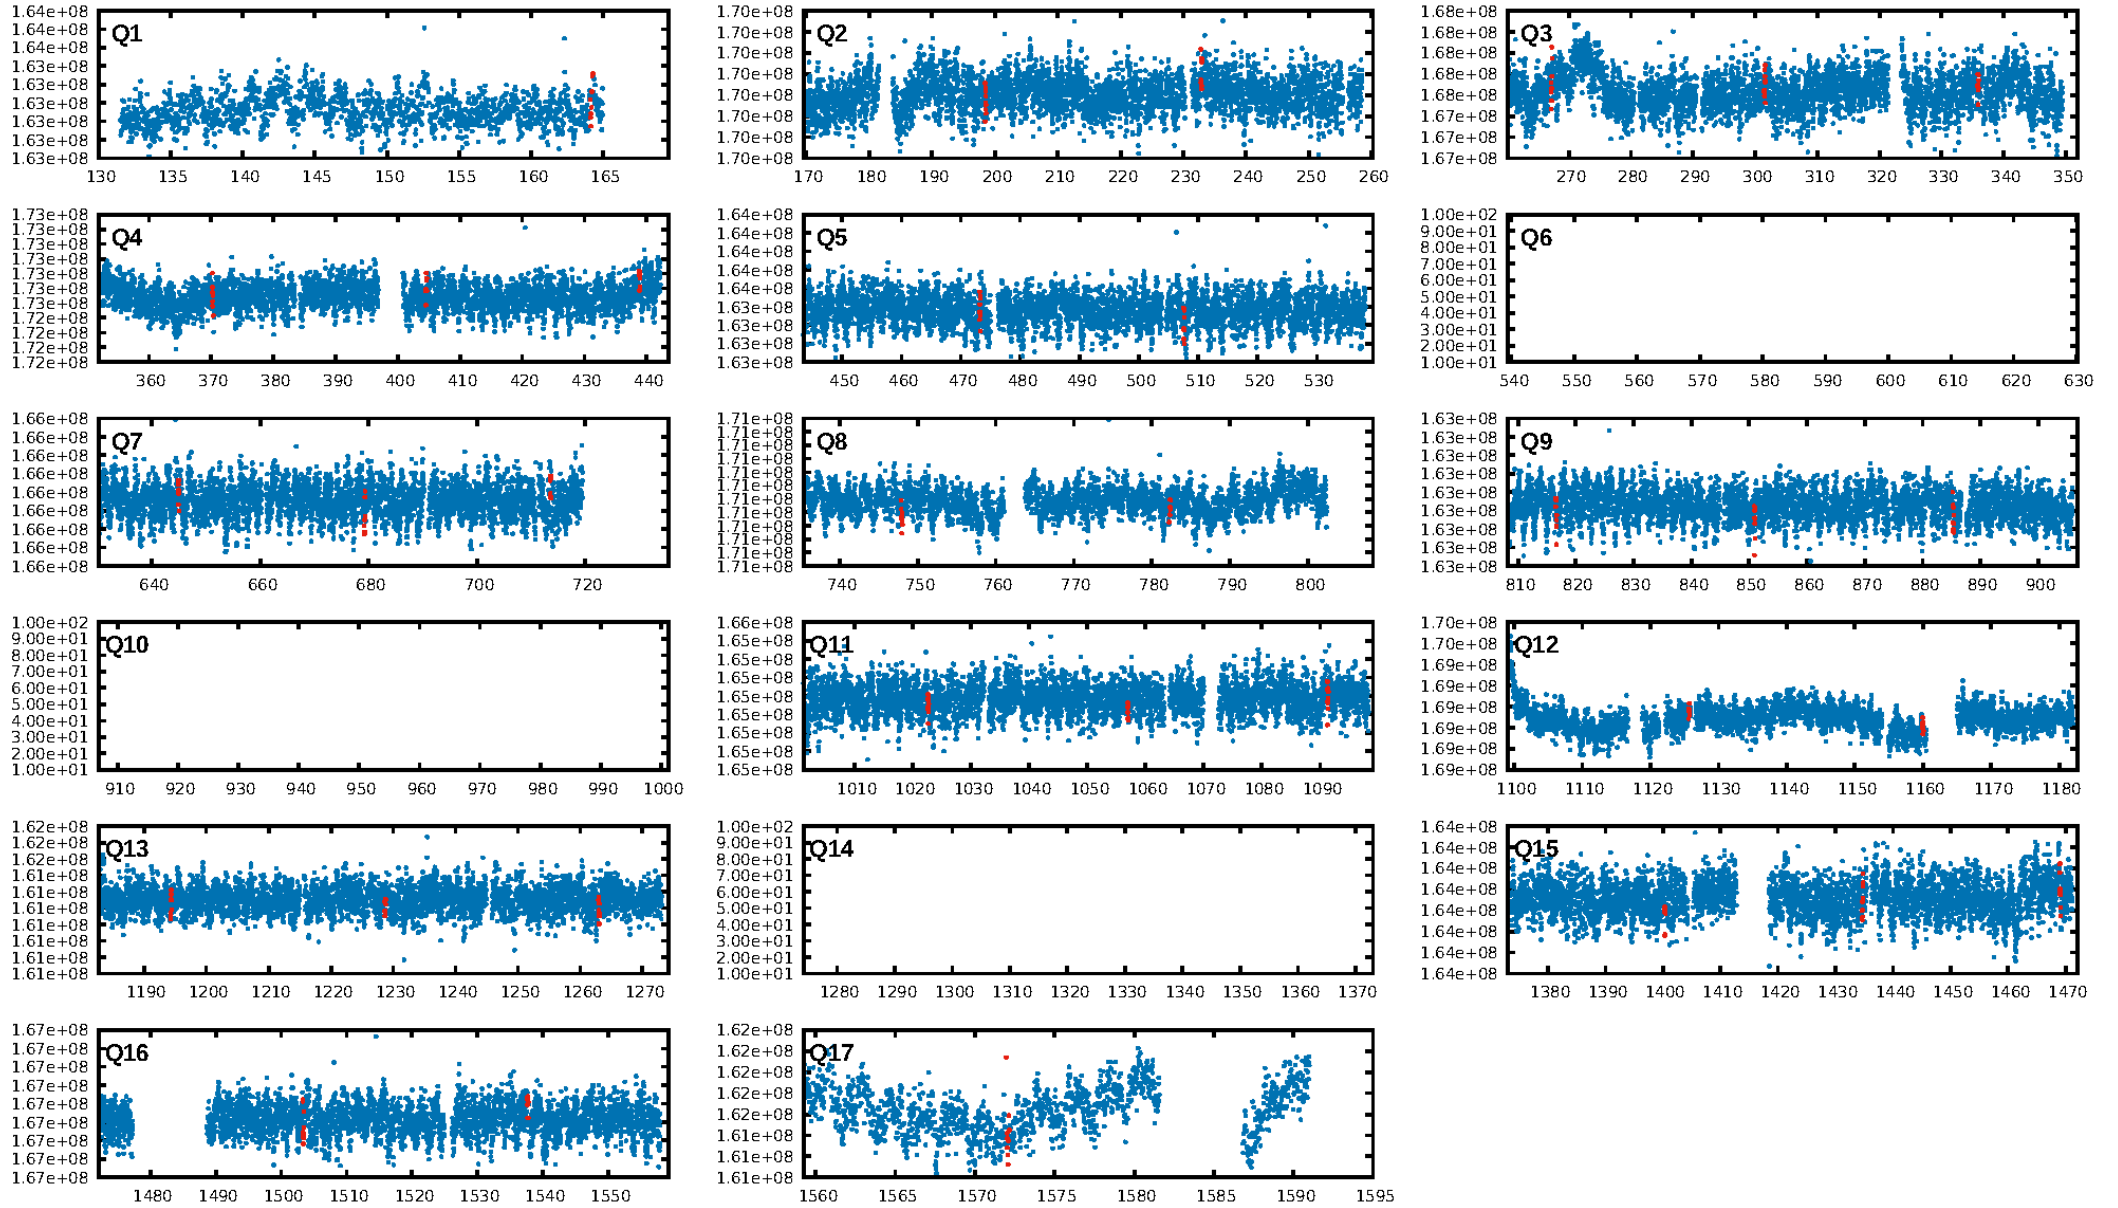 1.64e+08
1.64e+08
1.64e+08
1.63e+08
1.63e+08
1.63e+08
1.63e+08
1.63e+08
1.63e+08
Q1
130 135 140 145 150 155 160 165
1.70e+08
1.70e+08
1.70e+08
1.70e+08
1.70e+08
1.70e+08
1.70e+08
1.70e+08
Q2
170 180 190 200 210 220 230 240 250 260
1.68e+08
1.68e+08
1.68e+08
1.68e+08
1.68e+08
1.67e+08
1.67e+08
1.67e+08
Q3
270 280 290 300 310 320 330 340 350
1.73e+08
1.73e+08
1.73e+08
1.73e+08
1.73e+08
1.73e+08
1.73e+08
1.72e+08
1.72e+08
1.72e+08
1.72e+08
Q4
360 370 380 390 400 410 420 430 440
1.64e+08
1.64e+08
1.64e+08
1.64e+08
1.64e+08
1.63e+08
1.63e+08
1.63e+08
1.63e+08
Q5
450 460 470 480 490 500 510 520 530
1.00e+02
9.00e+01
8.00e+01
7.00e+01
6.00e+01
5.00e+01
4.00e+01
3.00e+01
2.00e+01
1.00e+01
Q6
540 550 560 570 580 590 600 610 620 630
1.66e+08
1.66e+08
1.66e+08
1.66e+08
1.66e+08
1.66e+08
1.66e+08
1.66e+08
1.66e+08
Q7
640 660 680 700 720
1.71e+08
1.71e+08
1.71e+08
1.71e+08
1.71e+08
1.71e+08
1.71e+08
1.71e+08
1.71e+08
1.71e+08
1.71e+08
1.71e+08
Q8
740 750 760 770 780 790 800
1.63e+08
1.63e+08
1.63e+08
1.63e+08
1.63e+08
1.63e+08
1.63e+08
1.63e+08
1.63e+08
Q9
810 820 830 840 850 860 870 880 890 900
1.00e+02
9.00e+01
8.00e+01
7.00e+01
6.00e+01
5.00e+01
4.00e+01
3.00e+01
2.00e+01
1.00e+01
Q10
910 920 930 940 950 960 970 980 990 1000
1.66e+08
1.65e+08
1.65e+08
1.65e+08
1.65e+08
1.65e+08
1.65e+08
1.65e+08
1.65e+08
Q11
1010 1020 1030 1040 1050 1060 1070 1080 1090
1.70e+08
1.70e+08
1.69e+08
1.69e+08
1.69e+08
1.69e+08
1.69e+08
1.69e+08
Q12
1100 1110 1120 1130 1140 1150 1160 1170 1180
1.62e+08
1.62e+08
1.62e+08
1.61e+08
1.61e+08
1.61e+08
1.61e+08
1.61e+08
1.61e+08
1.61e+08
Q13
1190 1200 1210 1220 1230 1240 1250 1260 1270
1.00e+02
9.00e+01
8.00e+01
7.00e+01
6.00e+01
5.00e+01
4.00e+01
3.00e+01
2.00e+01
1.00e+01
Q14
1280 1290 1300 1310 1320 1330 1340 1350 1360 1370
1.64e+08
1.64e+08
1.64e+08
1.64e+08
1.64e+08
1.64e+08
1.64e+08
1.64e+08
Q15
1380 1390 1400 1410 1420 1430 1440 1450 1460 1470
1.67e+08
1.67e+08
1.67e+08
1.67e+08
1.67e+08
1.67e+08
1.67e+08
1.67e+08
1.67e+08
Q16
1480 1490 1500 1510 1520 1530 1540 1550
1.62e+08
1.62e+08
1.62e+08
1.62e+08
1.62e+08
1.61e+08
1.61e+08
1.61e+08
Q17
1560 1565 1570 1575 1580 1585 1590 1595